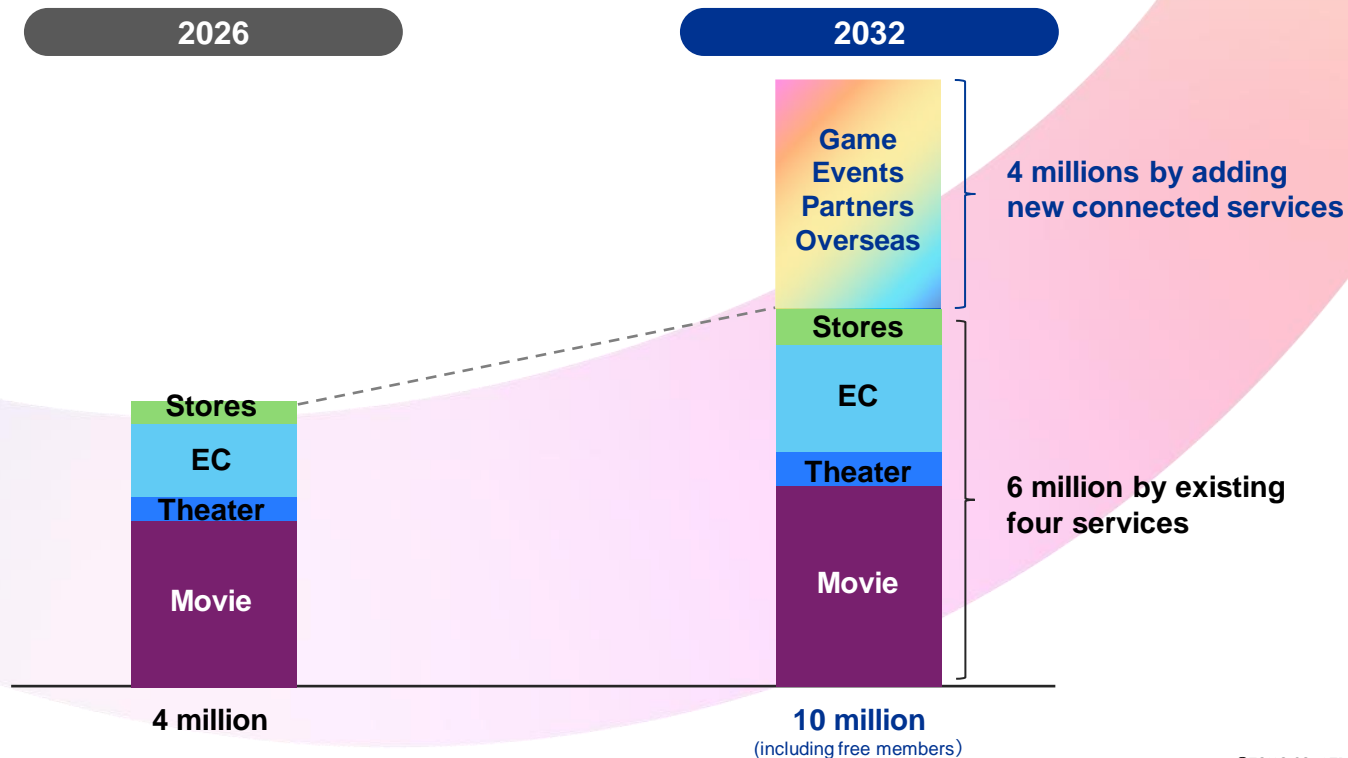 2026
2032
Game
Events
Partners
Overseas
4 millions by adding
new connected services
Stores
EC
Theater
Movie
6 million by existing
four services
Stores
EC
Theater
Movie
4 million
10 million
(including free members）